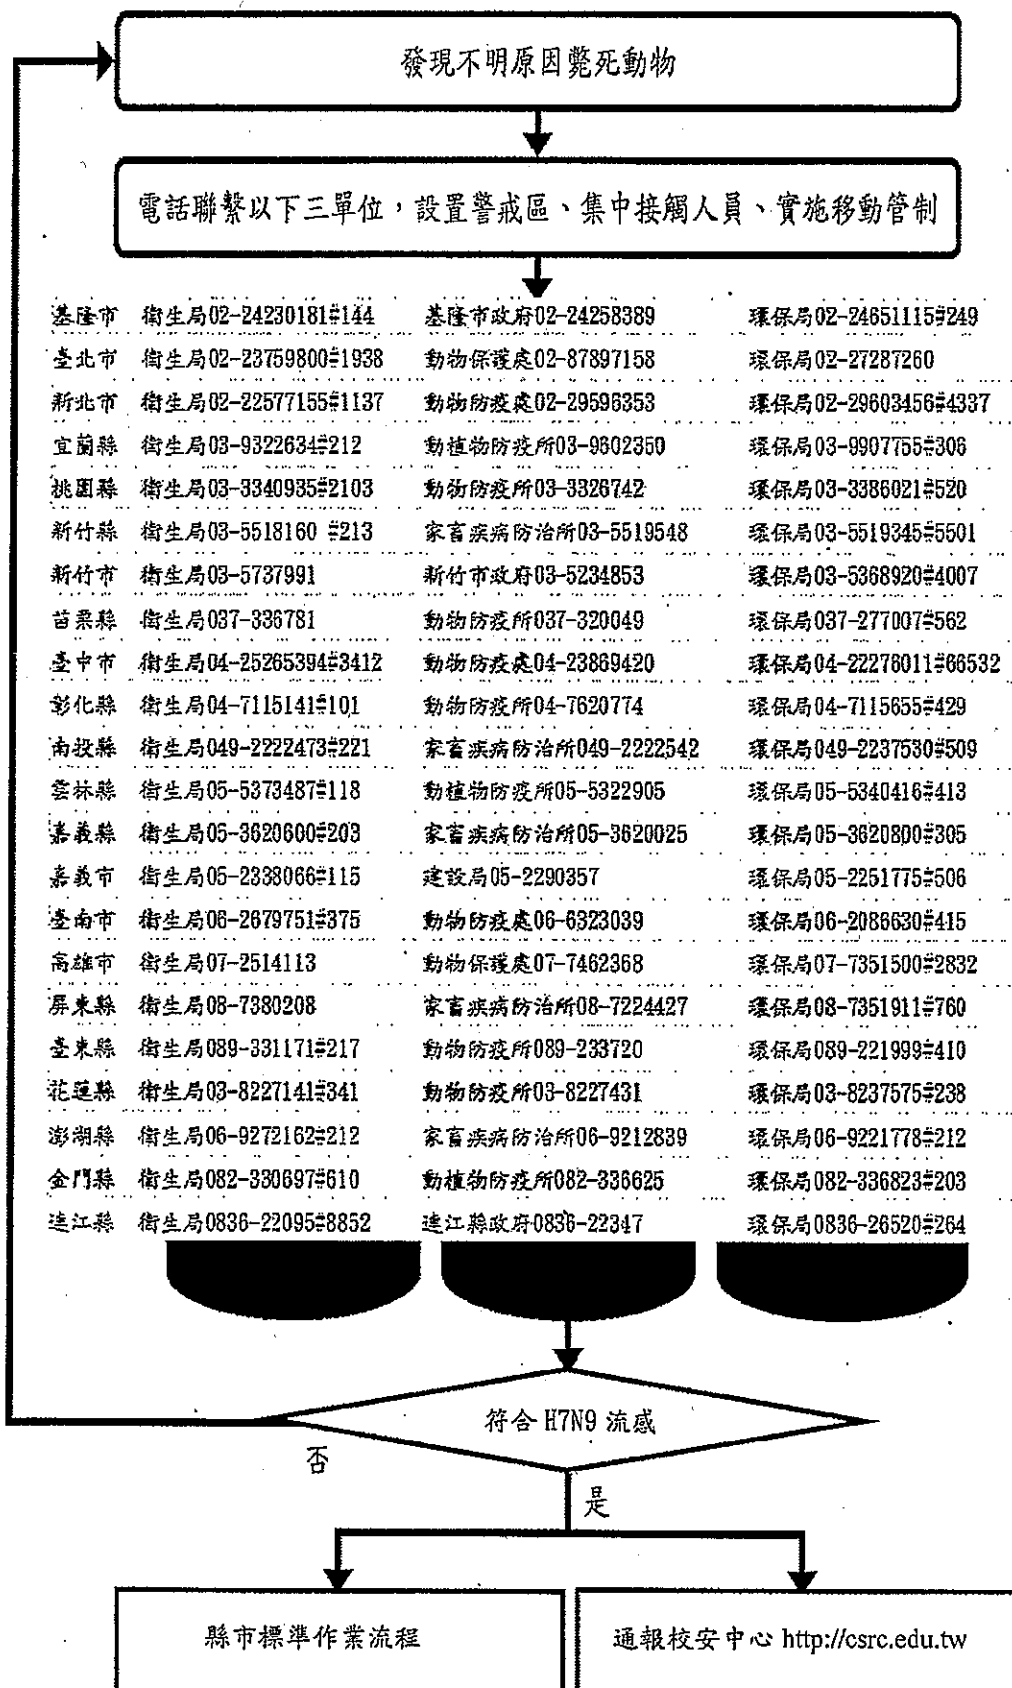 發現不明原因斃死動物
電話聯繫以下三單位，設置警戒區、集中接觸人員、實施移動管制
基隆市 衛生局02-24230181#144 基隆市政府02-24258389 環保局02-24651115#249
臺北市 衛生局02-23759800#1938 動物保護處02-87897158 環保局02-27287260
新北市 衛生局02-22577155#1137 動物防疫處02-29596353 環保局02-29603456#4337
宜蘭縣 衛生局03-9322634#212 動植物防疫所03-9602350 環保局03-9907755#306
桃園縣 衛生局03-3340935#2103 動物防疫所03-3326742 環保局03-3386021#520
新竹縣 衛生局03-5518160 #213 家畜疾病防治所03-5519548 環保局03-5519345#5501
新竹市 衛生局03-5737991 新竹市政府03-5234853 環保局03-5368920#4007
苗栗縣 衛生局037-336781 動物防疫所037-320049 環保局037-277007#562
臺中市 衛生局04-25265394#3412 動物防疫處04-23869420 環保局04-22276011#66532
彰化縣 衛生局04-7115141#101 動物防疫所04-7620774 環保局04-7115655#429
南投縣 衛生局049-2222473#221 家畜疾病防治所049-2222542 環保局049-2237530#509
雲林縣 衛生局05-5373487#118 動植物防疫所05-5322905 環保局05-5340416#413
嘉義縣 衛生局05-3620600#203 家畜疾病防治所05-3620025 環保局05-3620800#305
嘉義市 衛生局05-2338066#115 建設局05-2290357 環保局05-2251775#506
臺南市 衛生局06-2679751#375 動物防疫處06-6323039 環保局06-2086630#415
高雄市 衛生局07-2514113 動物保護處07-7462368 環保局07-7351500#2832
屏東縣 衛生局08-7380208 家畜疾病防治所08-7224427 環保局08-7351911#760
臺東縣 衛生局089-331171#217 動物防疫所089-233720 環保局089-221999#410
花蓮縣 衛生局03-8227141#341 動物防疫所03-8227431 環保局03-8237575#238
澎湖縣 衛生局06-9272162#212 家畜疾病防治所06-9212839 環保局06-9221778#212
金門縣 衛生局082-330697#610 動植物防疫所082-336625 環保局082-336823#203
連江縣 衛生局0836-22095#8852 連江縣政府0836-22347 環保局0836-26520#264
符合 H7N9 流感
否
是
縣市標準作業流程 通報校安中心 http://csrc.edu.tw